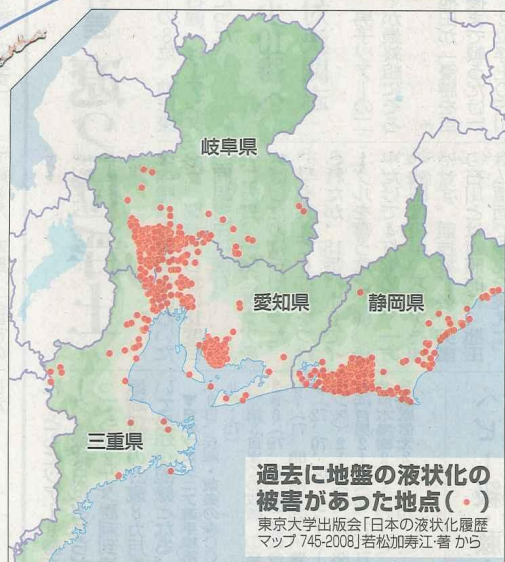 岐阜県
愛知県
静岡県
三重県
過去に地盤の液状化の
被害があった地点( • )
東京大学出版会「日本の液状化履歴
マップ 745-2008」若松加寿江・著 から